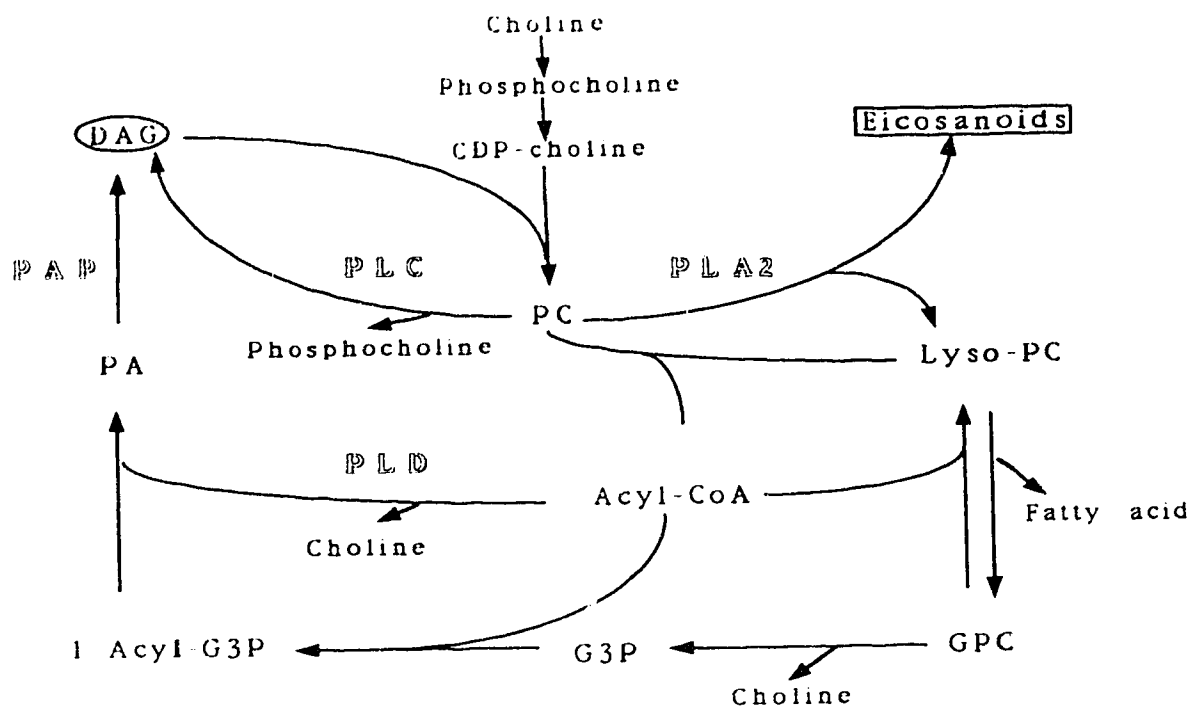 Choline
Phosphocholine
DAG
Eicosanoids
CDP-choline
PAP
PLC
PLA2
PC
Phosphocholine
Lyso-PC
PA
PLD
Acyl-CoA
Fatty acid
Choline
1 Acyl-G3P
G3P
GPC
Choline